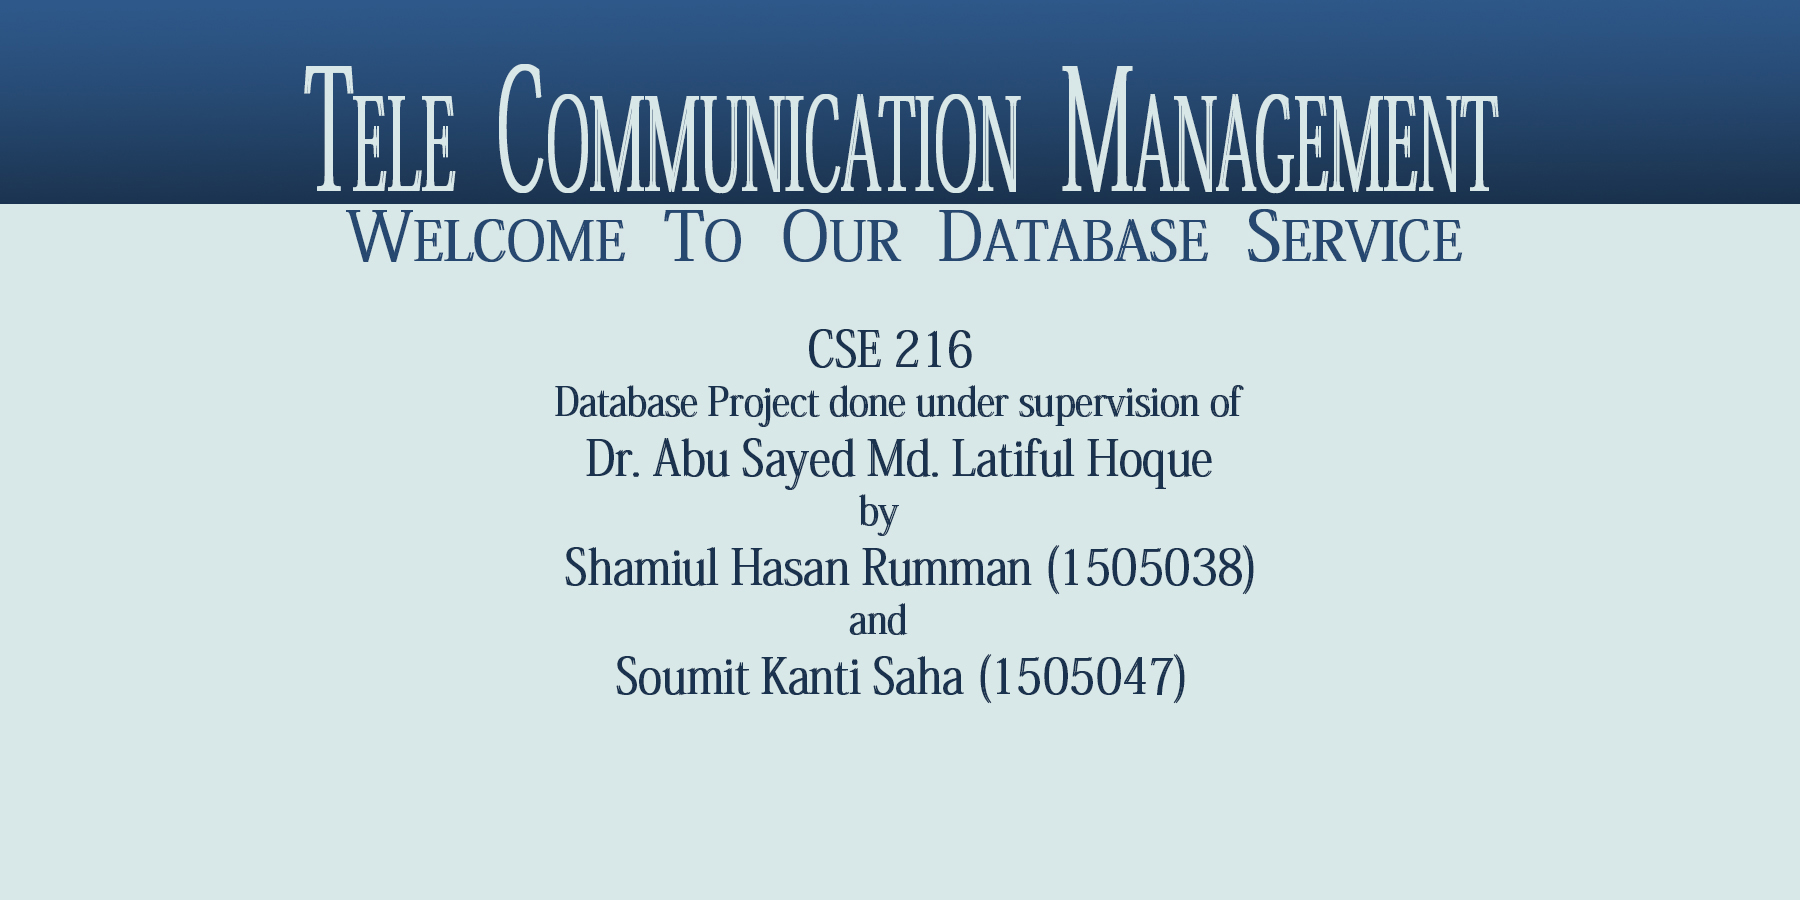 Tele Communication Management
Welcome To Our Database Service
CSE 216
Database Project done under supervision of
Dr. Abu Sayed Md. Latiful Hoque
by
Shamiul Hasan Rumman (1505038)
and
Soumit Kanti Saha (1505047)